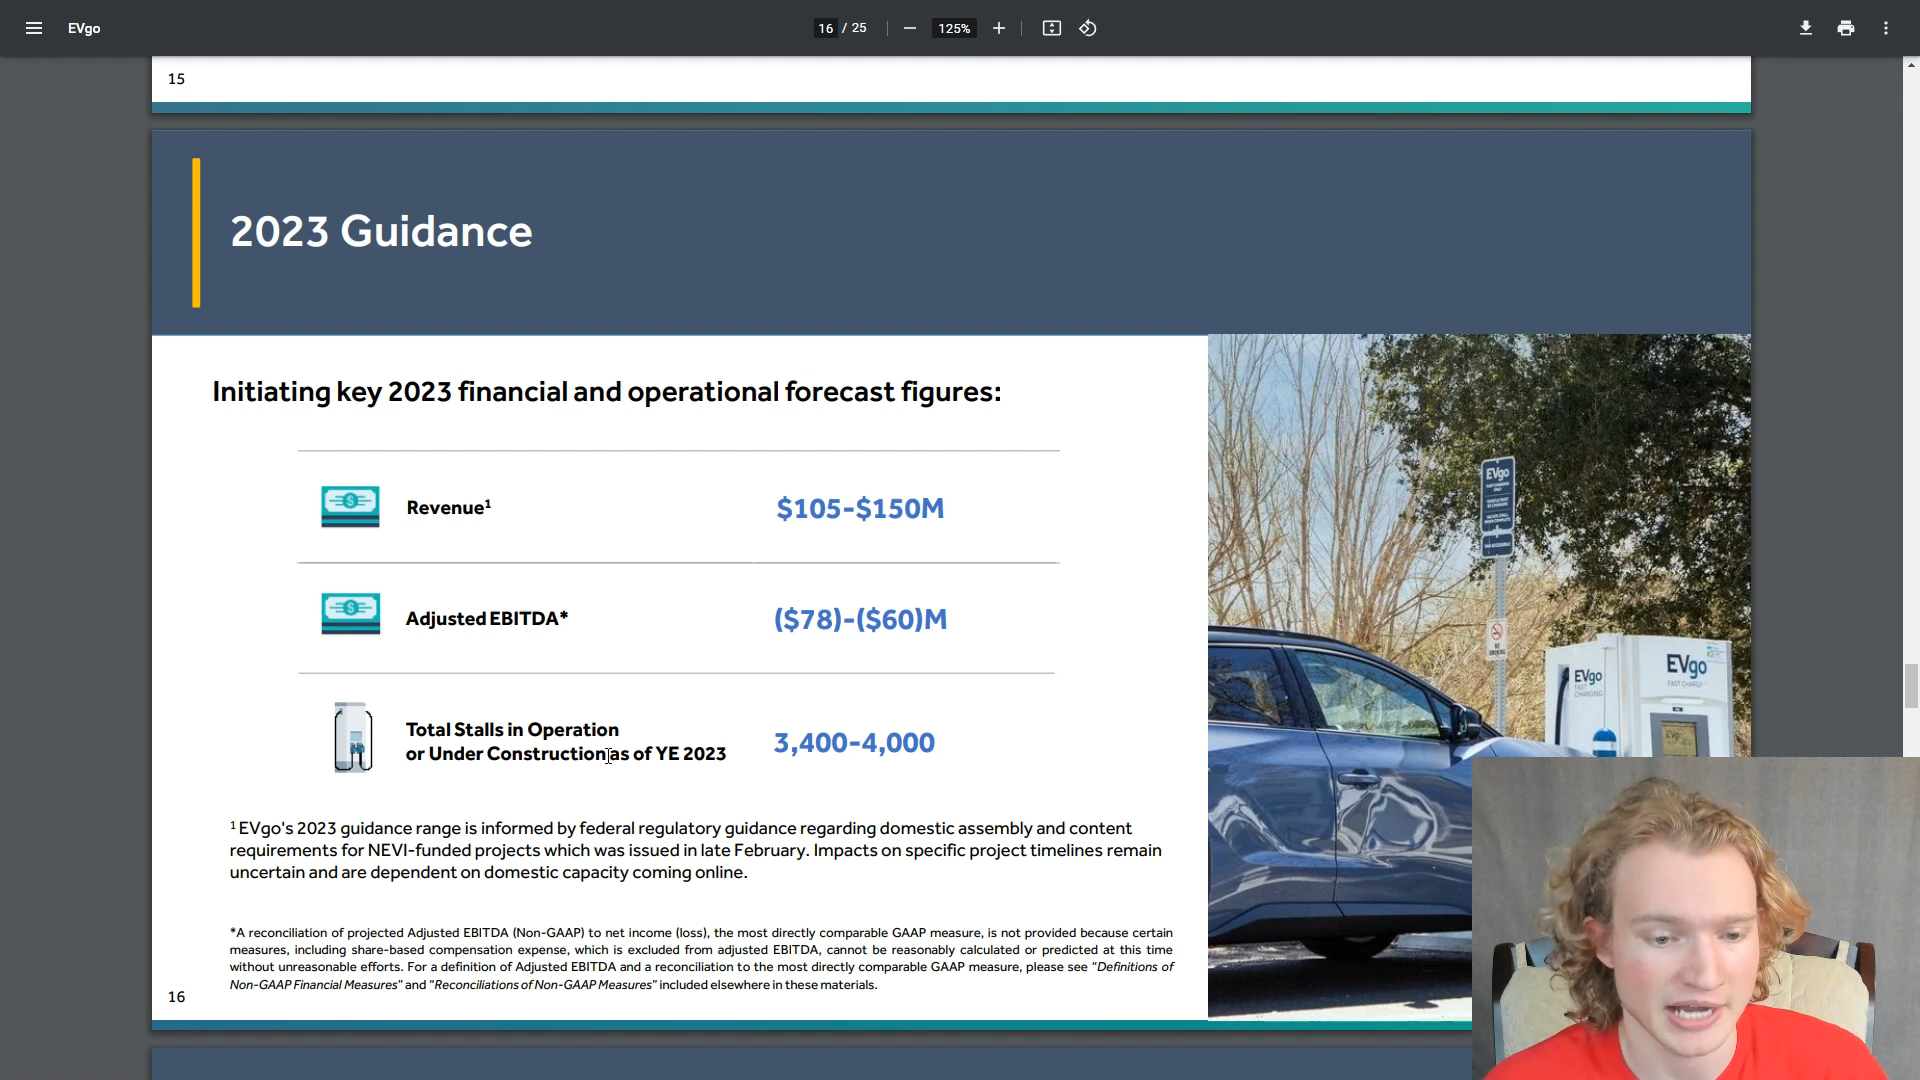 EVgo
16 / 25
125%
15
2023 Guidance
Initiating key 2023 financial and operational forecast figures:
Revenue¹
$105-$150M
Adjusted EBITDA*
($78)-($60)M
Total Stalls in Operation
or Under Construction as of YE 2023
3,400-4,000
¹ EVgo's 2023 guidance range is informed by federal regulatory guidance regarding domestic assembly and content
requirements for NEVI-funded projects which was issued in late February. Impacts on specific project timelines remain
uncertain and are dependent on domestic capacity coming online.
*A reconciliation of projected Adjusted EBITDA (Non-GAAP) to net income (loss), the most directly comparable GAAP measure, is not provided because certain
measures, including share-based compensation expense, which is excluded from adjusted EBITDA, cannot be reasonably calculated or predicted at this time
without unreasonable efforts. For a definition of Adjusted EBITDA and a reconciliation to the most directly comparable GAAP measure, please see "Definitions of
Non-GAAP Financial Measures" and "Reconciliations of Non-GAAP Measures" included elsewhere in these materials.
16
EVgo
NO
SMOKING
EVgo
FAST
CHARGING
EVgo